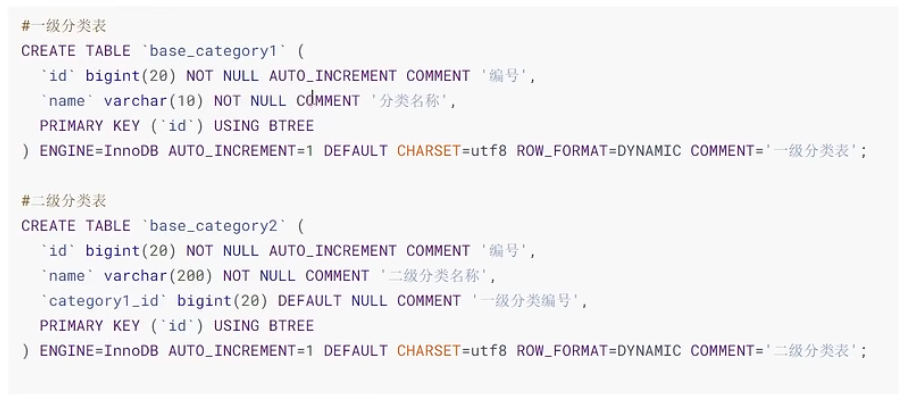 #一级分类表
CREATE TABLE `base_category1` (
  `id` bigint(20) NOT NULL AUTO_INCREMENT COMMENT '编号',
  `name` varchar(10) NOT NULL COMMENT '分类名称',
  PRIMARY KEY (`id`) USING BTREE
) ENGINE=InnoDB AUTO_INCREMENT=1 DEFAULT CHARSET=utf8 ROW_FORMAT=DYNAMIC COMMENT='一级分类表';
#二级分类表
CREATE TABLE `base_category2` (
  `id` bigint(20) NOT NULL AUTO_INCREMENT COMMENT '编号',
  `name` varchar(200) NOT NULL COMMENT '二级分类名称',
  `category1_id` bigint(20) DEFAULT NULL COMMENT '一级分类编号',
  PRIMARY KEY (`id`) USING BTREE
) ENGINE=InnoDB AUTO_INCREMENT=1 DEFAULT CHARSET=utf8 ROW_FORMAT=DYNAMIC COMMENT='二级分类表';